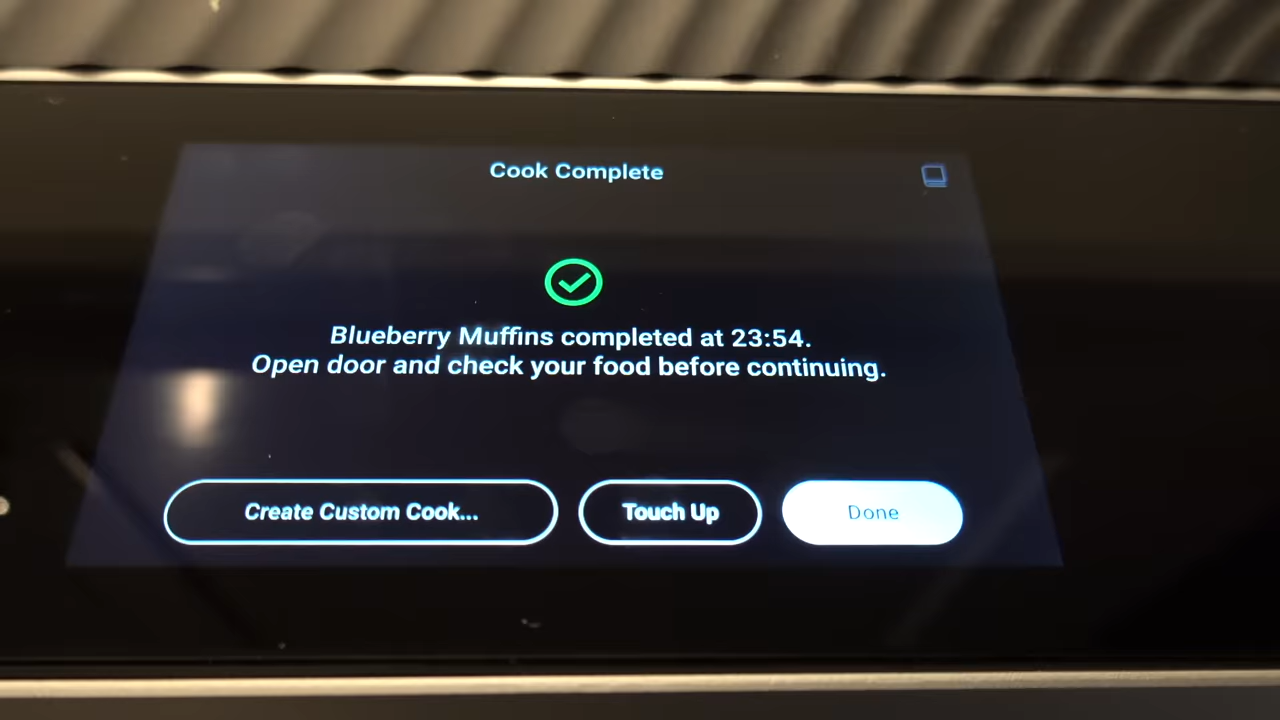 Cook Complete
Blueberry Muffins completed at 23:54.
Open door and check your food before continuing.
Create Custom Cook...
Touch Up
Done